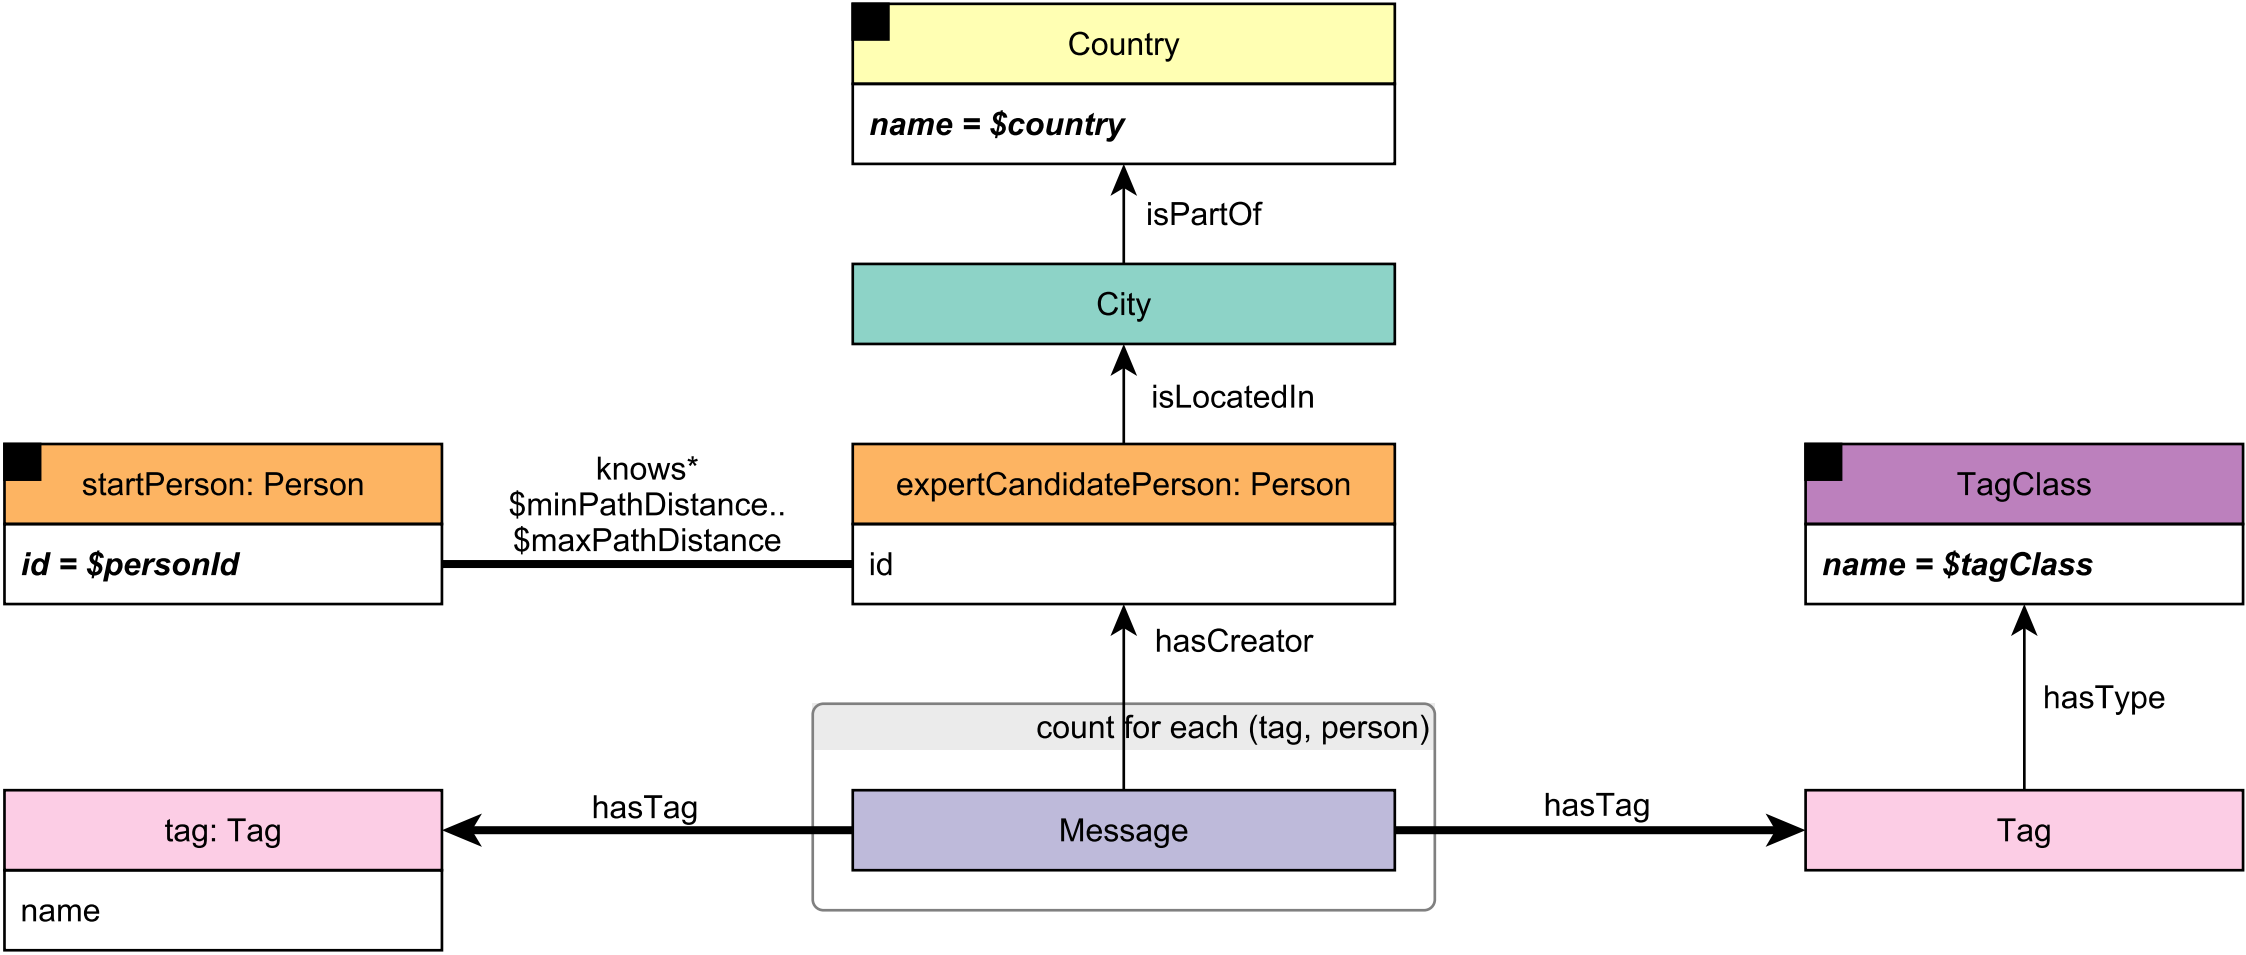 Country
name = $country
isPartOf
City
isLocatedIn
startPerson: Person
id = $personId
knows*
$minPathDistance..
$maxPathDistance
expertCandidatePerson: Person
id
TagClass
name = $tagClass
hasCreator
hasType
count for each (tag, person)
tag: Tag
name
hasTag
Message
hasTag
Tag